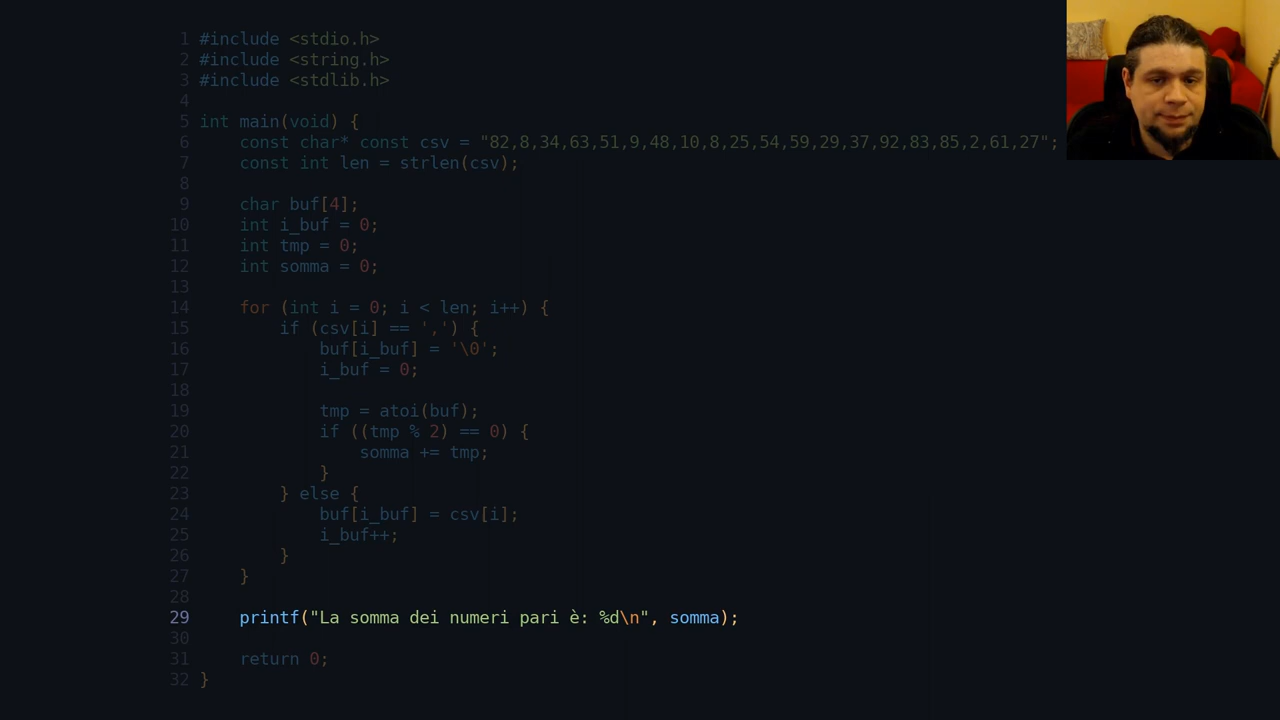 1 #include <stdio.h>
2 #include <string.h>
3 #include <stdlib.h>
4
5 int main(void) {
6     const char* const csv = "82,8,34,63,51,9,48,10,8,25,54,59,29,37,92,83,85,2,61,27";
7     const int len = strlen(csv);
8
9     char buf[4];
10     int i_buf = 0;
11     int tmp = 0;
12     int somma = 0;
13
14     for (int i = 0; i < len; i++) {
15         if (csv[i] == ',') {
16             buf[i_buf] = '\0';
17             i_buf = 0;
18
19             tmp = atoi(buf);
20             if ((tmp % 2) == 0) {
21                 somma += tmp;
22             }
23         } else {
24             buf[i_buf] = csv[i];
25             i_buf++;
26         }
27     }
28
29     printf("La somma dei numeri pari è: %d\n", somma);
30
31     return 0;
32 }